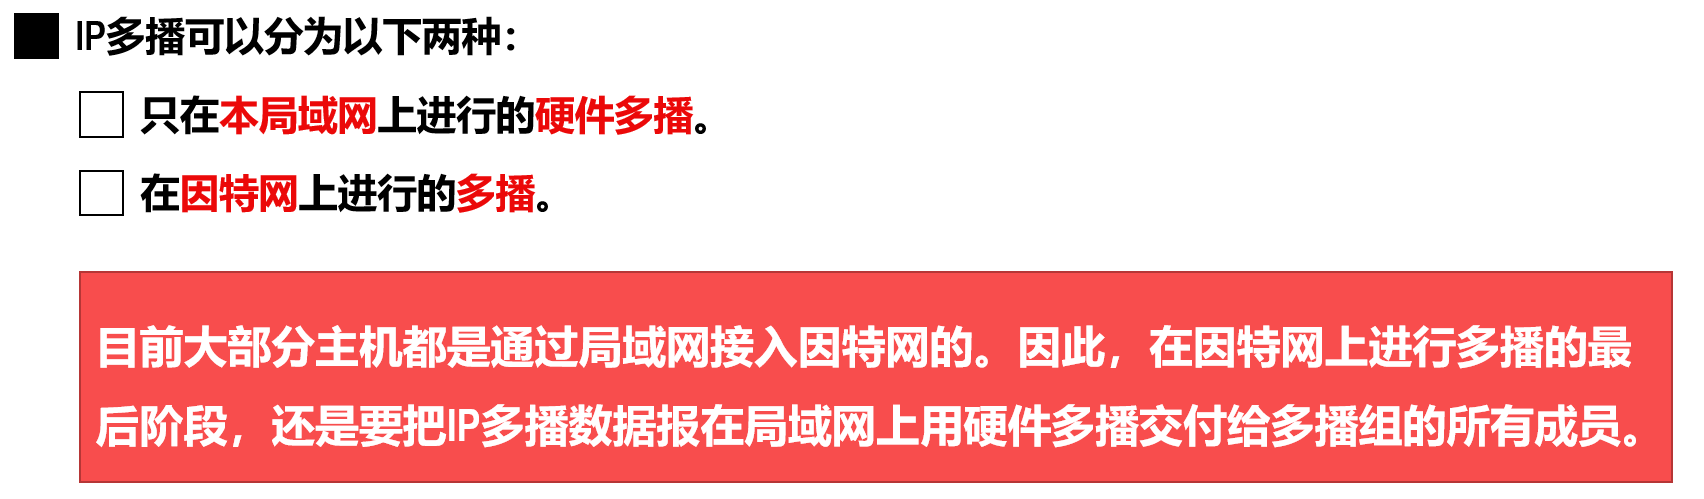 IP多播可以分为以下两种：
只在本局域网上进行的硬件多播。
在因特网上进行的多播。
目前大部分主机都是通过局域网接入因特网的。因此，在因特网上进行多播的最
后阶段，还是要把IP多播数据报在局域网上用硬件多播交付给多播组的所有成员。